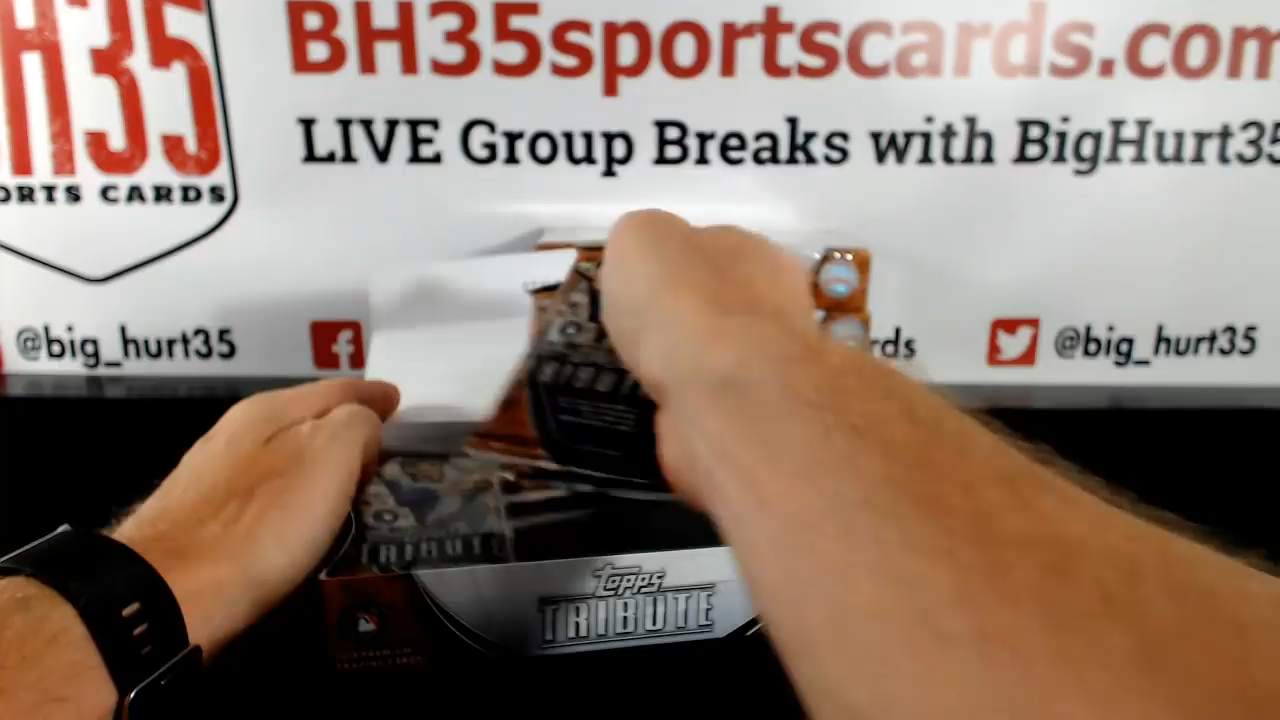 H35
ORTS CARDS
BH35sportscards.com
LIVE Group Breaks with BigHurt35
@big_hurt35
f
rds
@big_hurt35
TRIBUTE
Topps
TRIBUTE